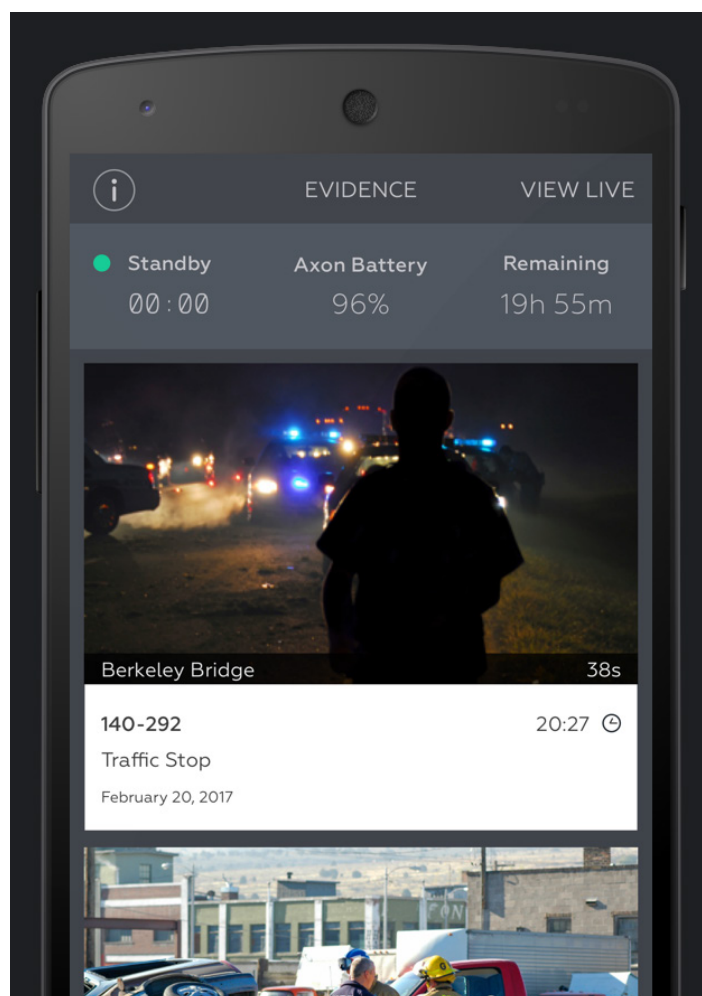 i
EVIDENCE
VIEW LIVE
Standby
Axon Battery
Remaining
00:00
96%
19h 55m
Berkeley Bridge
38s
140-292
20:27
Traffic Stop
February 20, 2017
FON